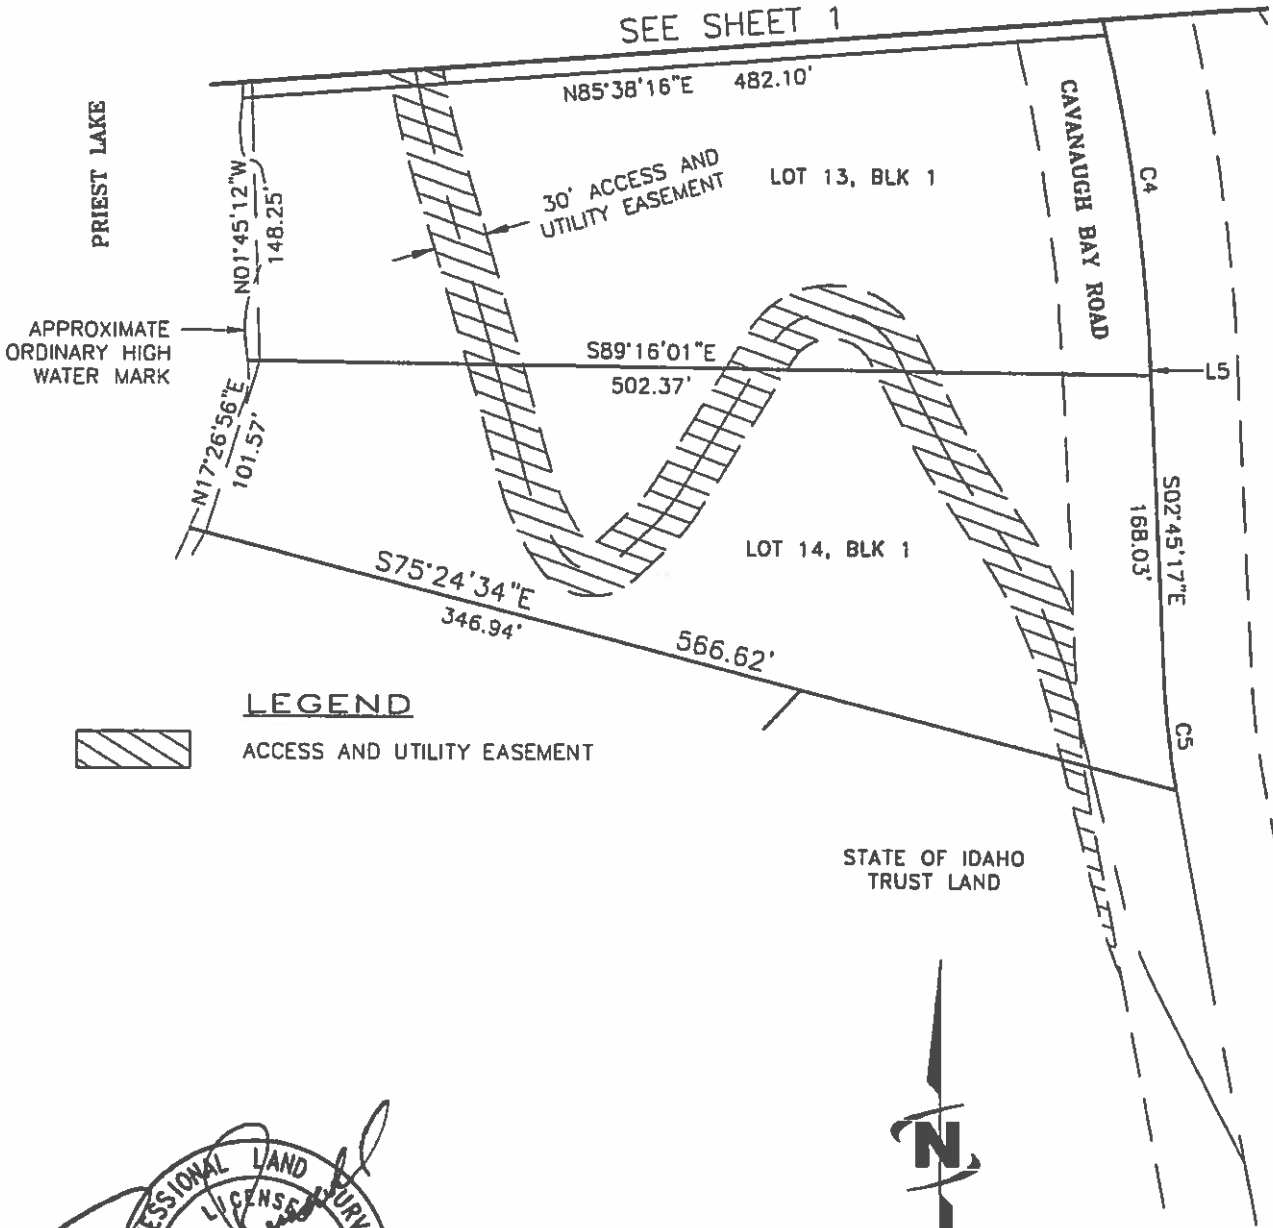 SEE SHEET 1
N85°38'16"E 482.10'
PRIEST LAKE
N01°45'12"W
148.25'
30' ACCESS AND
UTILITY EASEMENT
LOT 13, BLK 1
CAVANAUGH BAY ROAD
C4
APPROXIMATE
ORDINARY HIGH
WATER MARK
S89°16'01"E
502.37'
L5
N17°26'56"E
101.57'
S02°45'17"E
168.03'
LOT 14, BLK 1
S75°24'34"E
346.94'
566.62'
C5
LEGEND
ACCESS AND UTILITY EASEMENT
STATE OF IDAHO
TRUST LAND
N
ESSIONAL LAND SURV
LICENSE